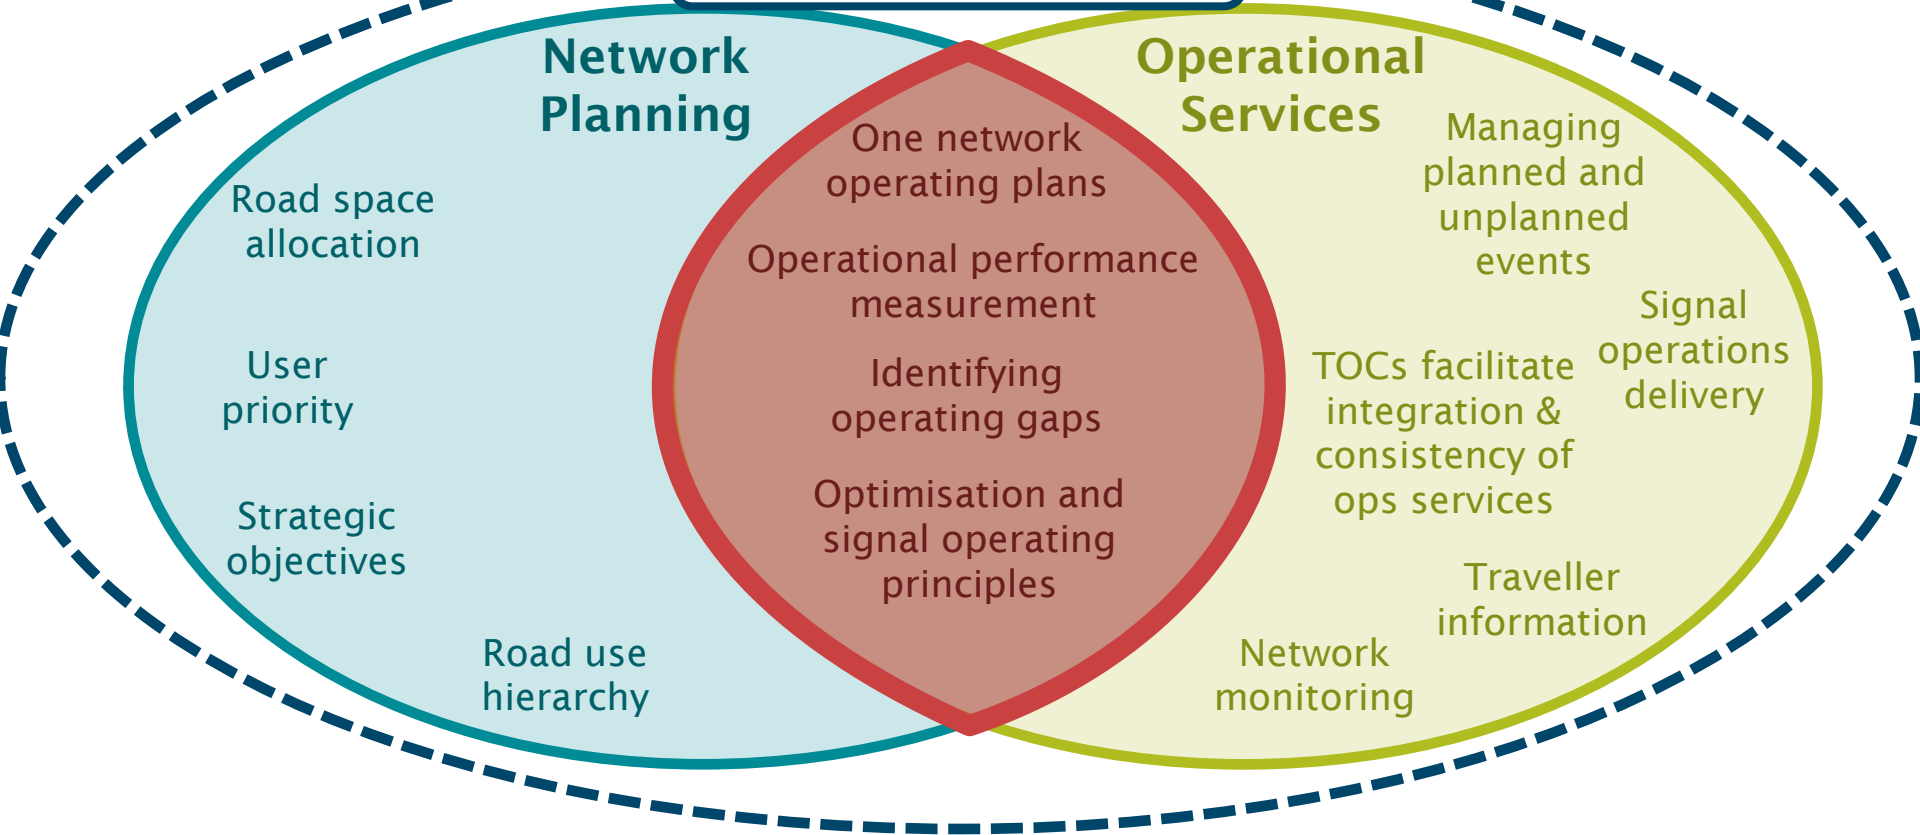 Network
Planning
Operational
Services
Road space
allocation
User
priority
Strategic
objectives
Road use
hierarchy
One network
operating plans
Operational performance
measurement
Identifying
operating gaps
Optimisation and
signal operating
principles
Managing
planned and
unplanned
events
Signal
operations
delivery
TOCs facilitate
integration &
consistency of
ops services
Traveller
information
Network
monitoring